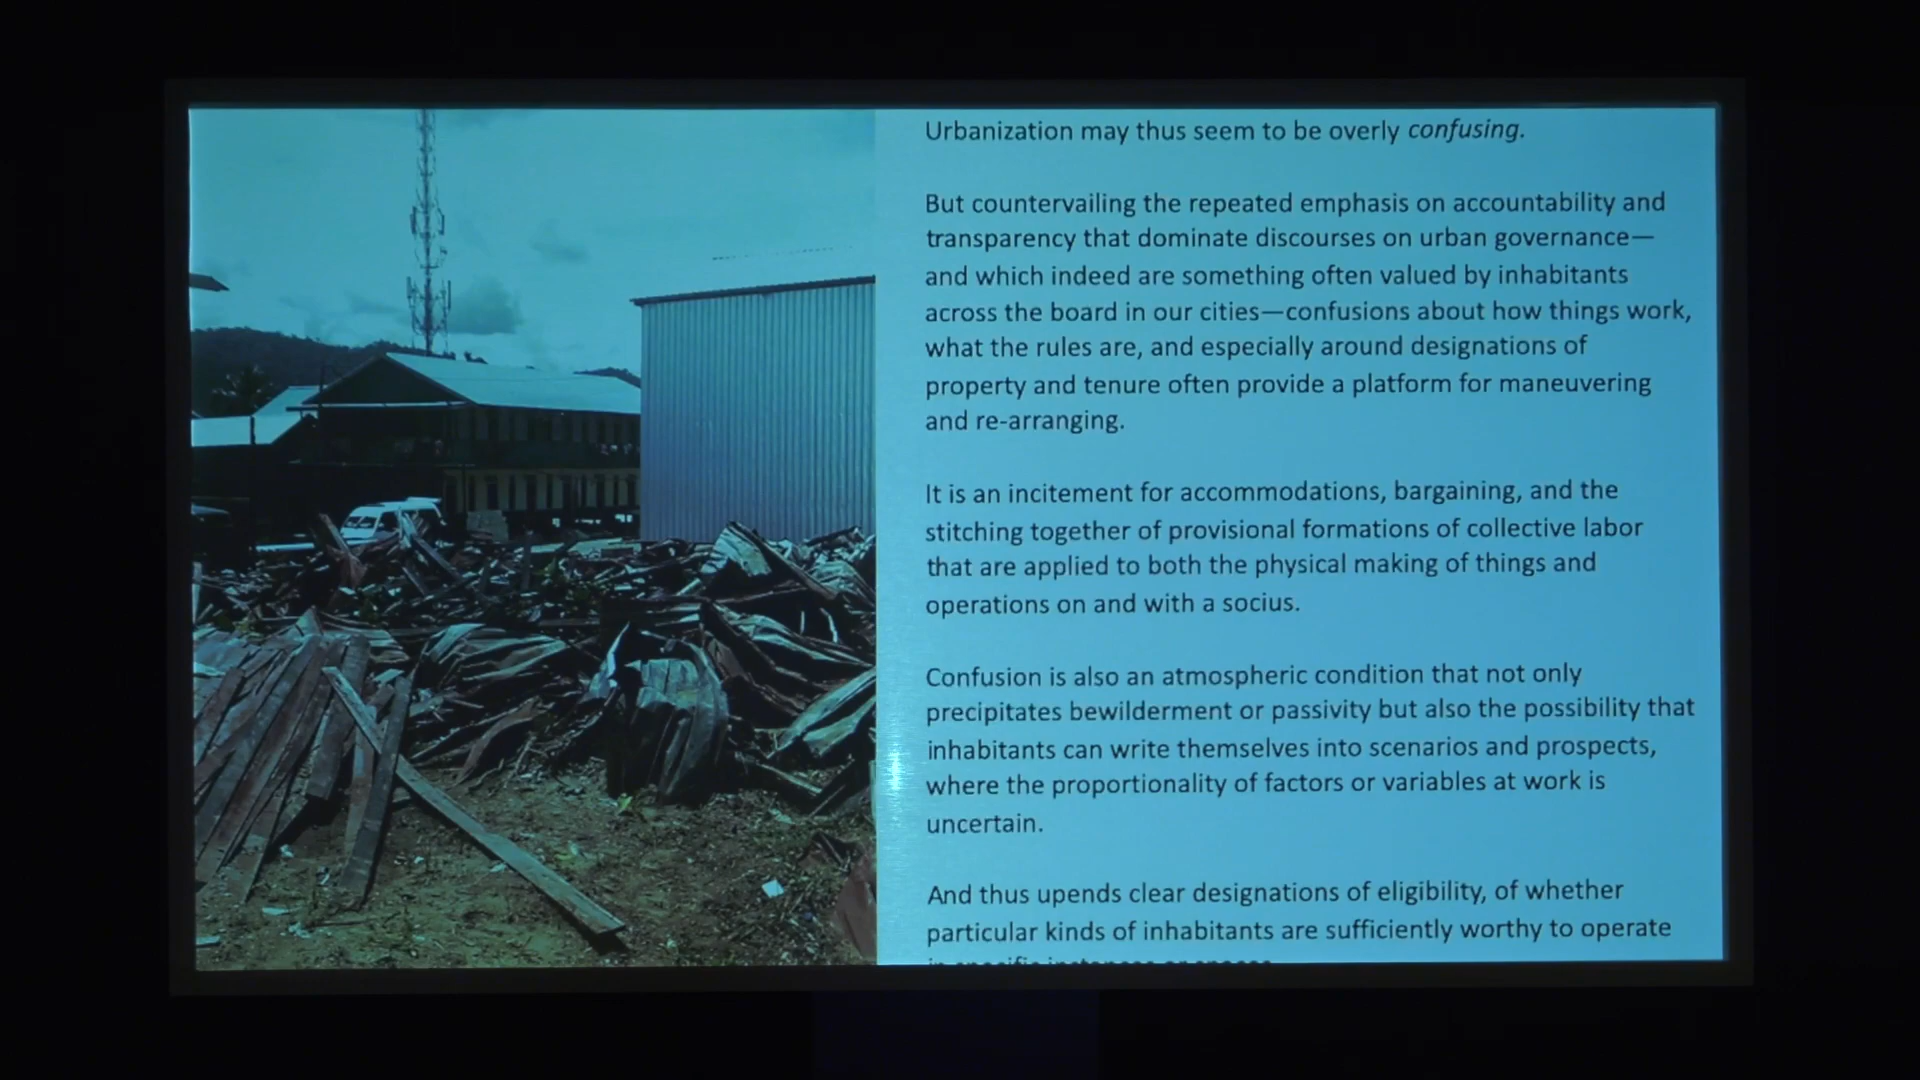 Urbanization may thus seem to be overly confusing.
But countervailing the repeated emphasis on accountability and
transparency that dominate discourses on urban governance—
and which indeed are something often valued by inhabitants
across the board in our cities—confusions about how things work,
what the rules are, and especially around designations of
property and tenure often provide a platform for maneuvering
and re-arranging.
It is an incitement for accommodations, bargaining, and the
stitching together of provisional formations of collective labor
that are applied to both the physical making of things and
operations on and with a socius.
Confusion is also an atmospheric condition that not only
precipitates bewilderment or passivity but also the possibility that
inhabitants can write themselves into scenarios and prospects,
where the proportionality of factors or variables at work is
uncertain.
And thus upends clear designations of eligibility, of whether
particular kinds of inhabitants are sufficiently worthy to operate